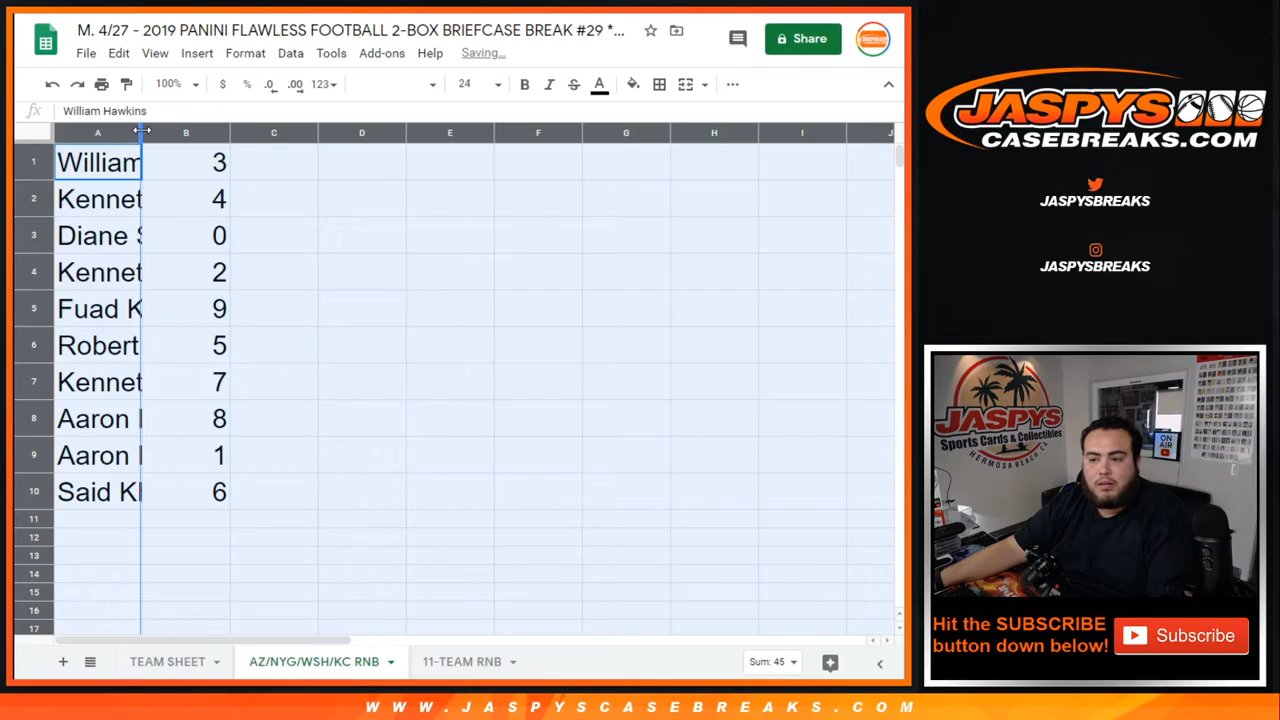 M. 4/27 - 2019 PANINI FLAWLESS FOOTBALL 2-BOX BRIEFCASE BREAK #29 *...
Share
File Edit View Insert Format Data Tools Add-ons Help Saving...
100% $ % .0 .00 123 24 B I S A ...
fx William Hawkins
A B C D E F G H I J
1 William 3
2 Kennet 4
3 Diane S 0
4 Kennet 2
5 Fuad K 9
6 Robert 5
7 Kennet 7
8 Aaron 8
9 Aaron 1
10 Said K 6
11
12
13
14
15
16
17
+ TEAM SHEET AZ/NYG/WSH/KC RNB 11-TEAM RNB Sum: 45
JASPYS
CASEBREAKS.COM
JASPYSBREAKS
JASPYSBREAKS
JASPYS
Sports Cards & Collectibles
HERMOSA BEACH, CA
ON
AIR
Hit the SUBSCRIBE
button down below!
Subscribe
WWW.JASPYSCASEBREAKS.COM